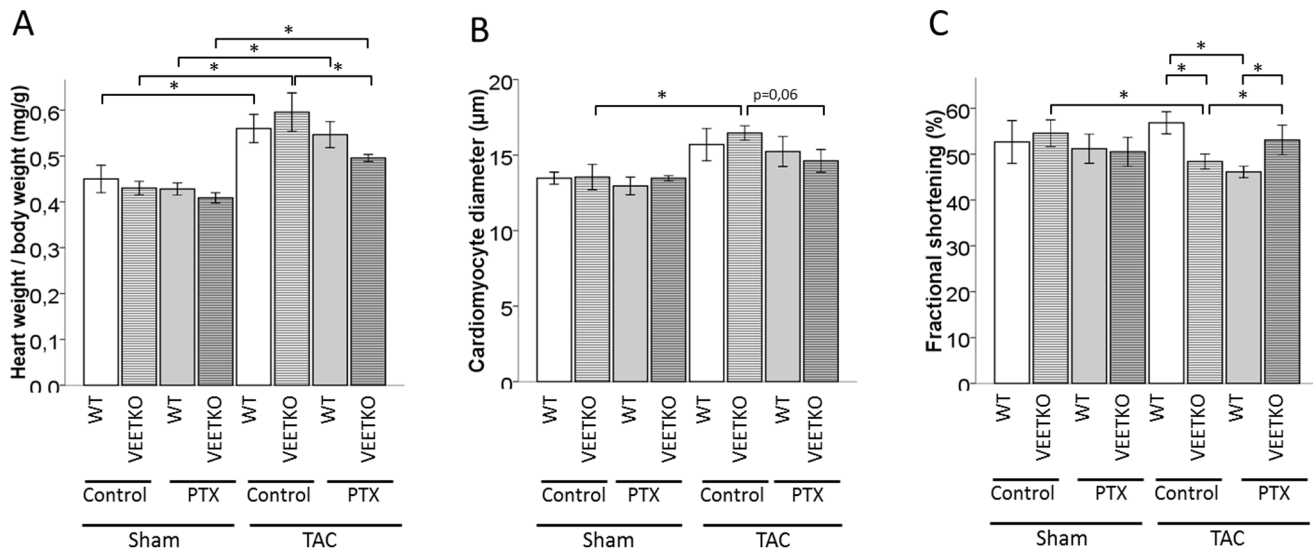 A
Heart weight / body weight (mg/g)
0,6
0,5
0,4
0,3
0,2
0,1
0,0
*
*
*
*
*
WT
VEETKO
WT
VEETKO
WT
VEETKO
WT
VEETKO
Control
PTX
Control
PTX
Sham
TAC
B
Cardiomyocyte diameter (µm)
20
15
10
5
0
*
p=0,06
WT
VEETKO
WT
VEETKO
WT
VEETKO
WT
VEETKO
Control
PTX
Control
PTX
Sham
TAC
C
Fractional shortening (%)
60
50
40
30
20
10
0
*
*
*
*
*
WT
VEETKO
WT
VEETKO
WT
VEETKO
WT
VEETKO
Control
PTX
Control
PTX
Sham
TAC